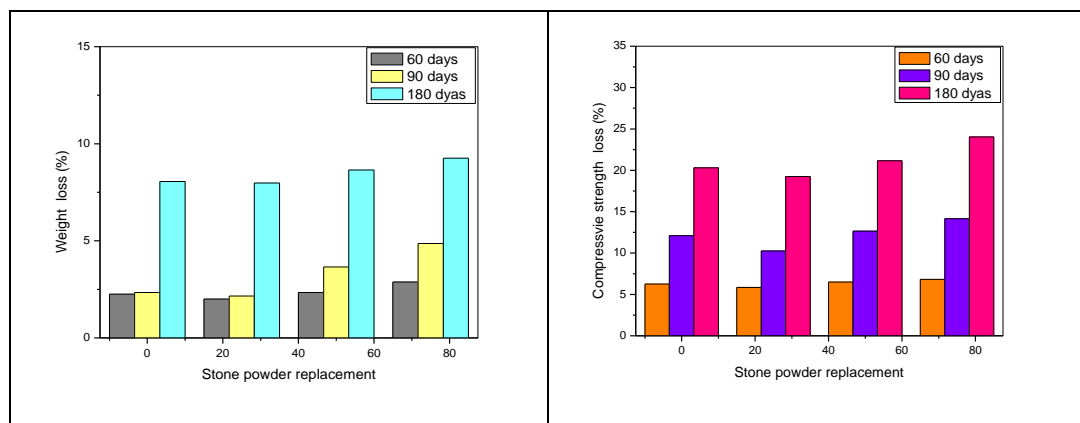 15
10
5
0
Weight loss (%)
60 days
90 days
180 dyas
0 20 40 60 80
Stone powder replacement
35
30
25
20
15
10
5
0
Compressvie strength loss (%)
60 days
90 days
180 dyas
0 20 40 60 80
Stone powder replacement